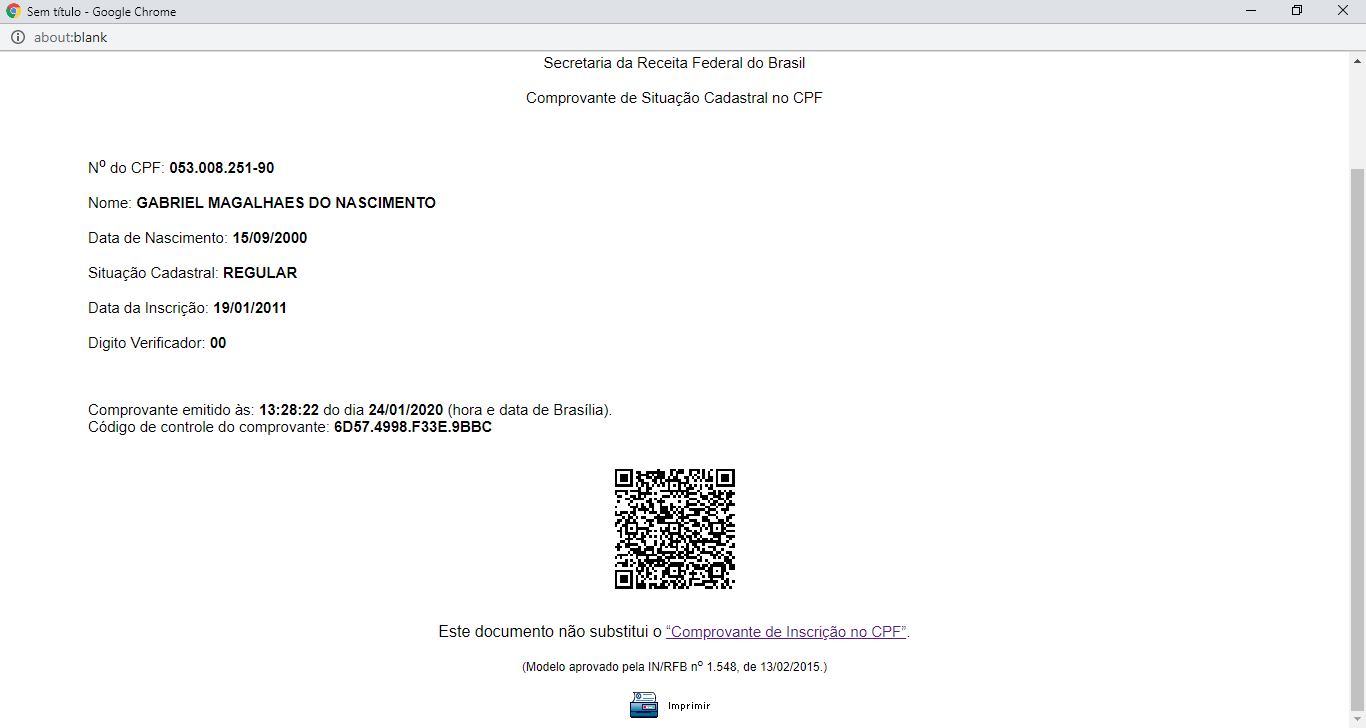 Sem título - Google Chrome
about:blank
Secretaria da Receita Federal do Brasil
Comprovante de Situação Cadastral no CPF
Nº do CPF: 053.008.251-90
Nome: GABRIEL MAGALHAES DO NASCIMENTO
Data de Nascimento: 15/09/2000
Situação Cadastral: REGULAR
Data da Inscrição: 19/01/2011
Digito Verificador: 00
Comprovante emitido às: 13:28:22 do dia 24/01/2020 (hora e data de Brasília).
Código de controle do comprovante: 6D57.4998.F33E.9BBC
Este documento não substitui o “Comprovante de Inscrição no CPF”.
(Modelo aprovado pela IN/RFB nº 1.548, de 13/02/2015.)
Imprimir